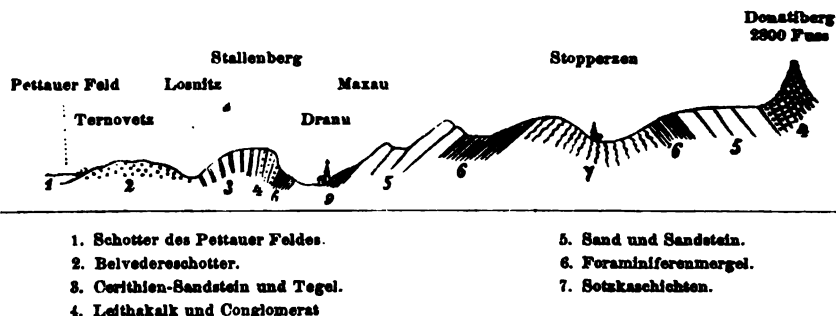 Donatiberg
2800 Fuss
Stallenberg
Stopperzen
Pettauer Feld
Losnitz
Maxau
Ternovetz
Dranu
1 2 3 4 6 9 5 6 7 6 5 4
1. Schotter des Pettauer Feldes.
2. Belvedereschotter.
3. Cerithien-Sandstein und Tegel.
4. Leithakalk und Conglomerat
5. Sand und Sandstein.
6. Foraminiferenmergel.
7. Sotzkaschichten.